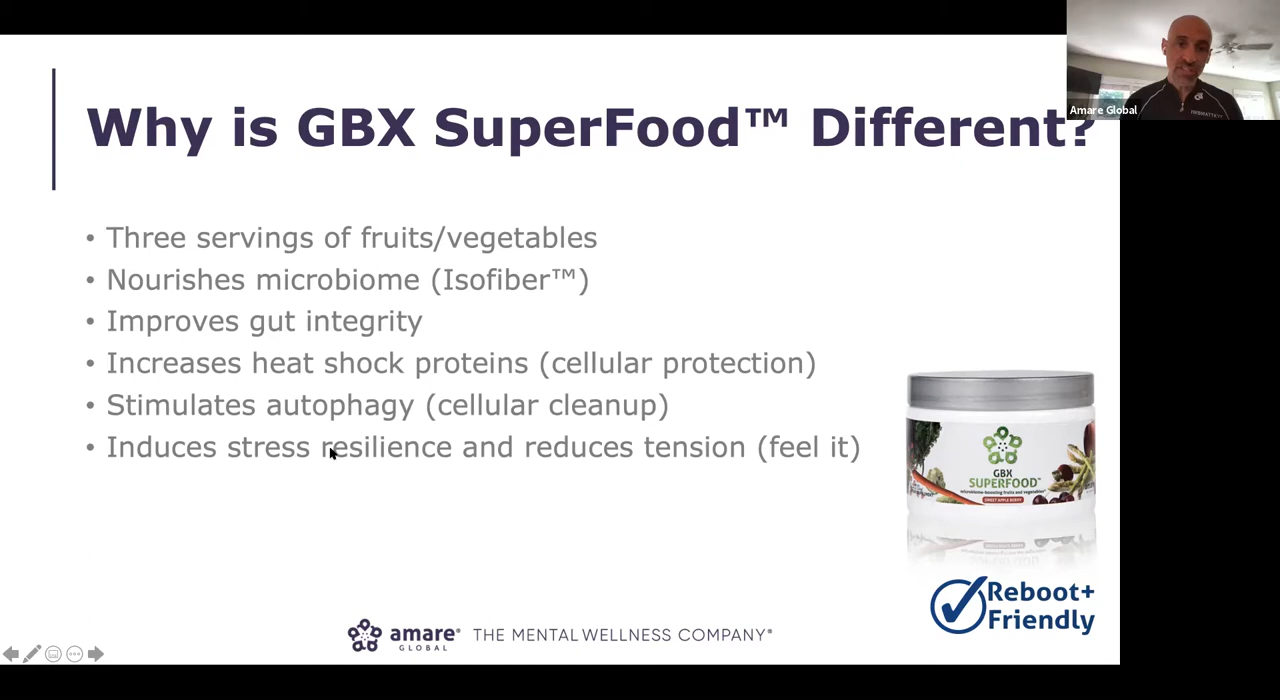 Why is GBX SuperFood™ Different?
Amare Global
• Three servings of fruits/vegetables
• Nourishes microbiome (Isofiber™)
• Improves gut integrity
• Increases heat shock proteins (cellular protection)
• Stimulates autophagy (cellular cleanup)
• Induces stress resilience and reduces tension (feel it)
GBX
SUPERFOOD™
microbiome-boosting fruits and vegetables
SWEET APPLE BERRY
Reboot+
Friendly
amare® THE MENTAL WELLNESS COMPANY®
GLOBAL